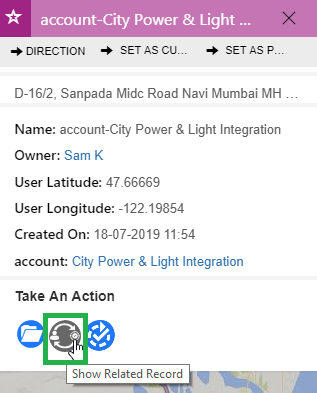 account-City Power & Light ...
DIRECTION SET AS CU... SET AS P...
D-16/2, Sanpada Midc Road Navi Mumbai MH ...
Name: account-City Power & Light Integration
Owner: Sam K
User Latitude: 47.66669
User Longitude: -122.19854
Created On: 18-07-2019 11:54
account: City Power & Light Integration
Take An Action
Show Related Record